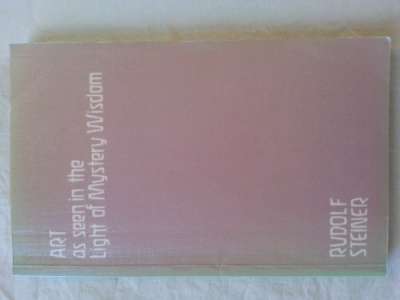 ART
as seen in the
Light of Mystery Wisdom
RUDOLF
STEINER